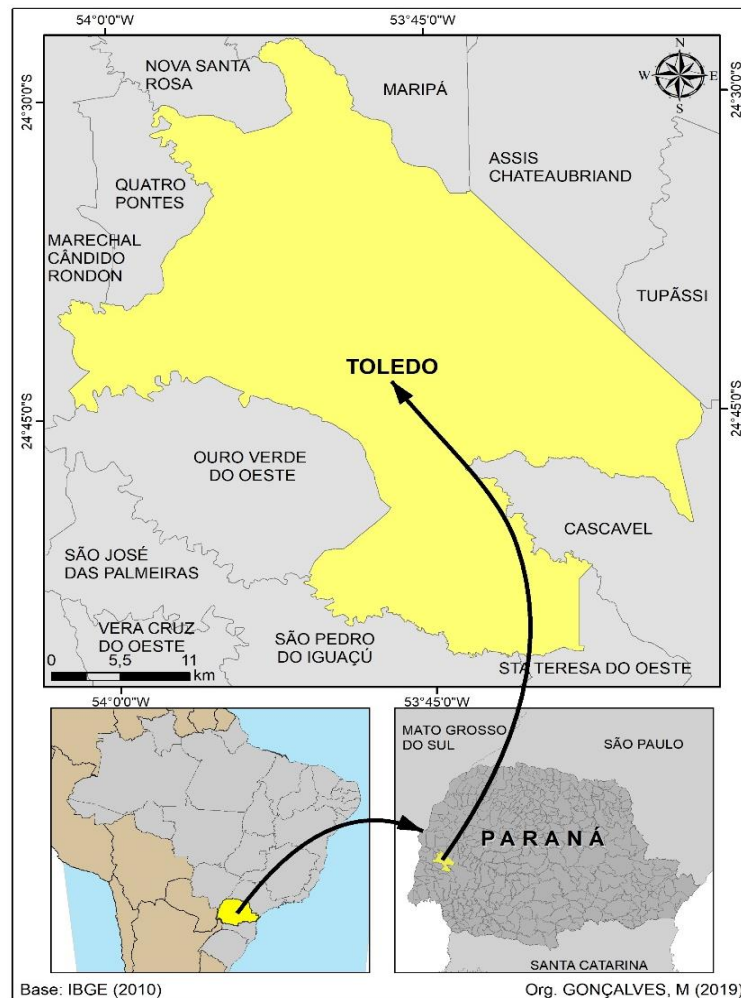 54°0'0"W
53°45'0"W
NOVA SANTA
ROSA
MARIPÁ
N
W
E
S
24°30'0"S
24°30'0"S
ASSIS
CHATEAUBRIAND
QUATRO
PONTES
MARECHAL
CÂNDIDO
RONDON
TUPÃSSI
TOLEDO
24°45'0"S
24°45'0"S
OURO VERDE
DO OESTE
CASCAVEL
SÃO JOSÉ
DAS PALMEIRAS
VERA CRUZ
DO OESTE
SÃO PEDRO
DO IGUAÇÚ
STA TERESA DO OESTE
0 5,5 11
km
54°0'0"W
53°45'0"W
MATO GROSSO
DO SUL
SÃO PAULO
PARANÁ
SANTA CATARINA
Base: IBGE (2010)
Org. GONÇALVES, M (2019)